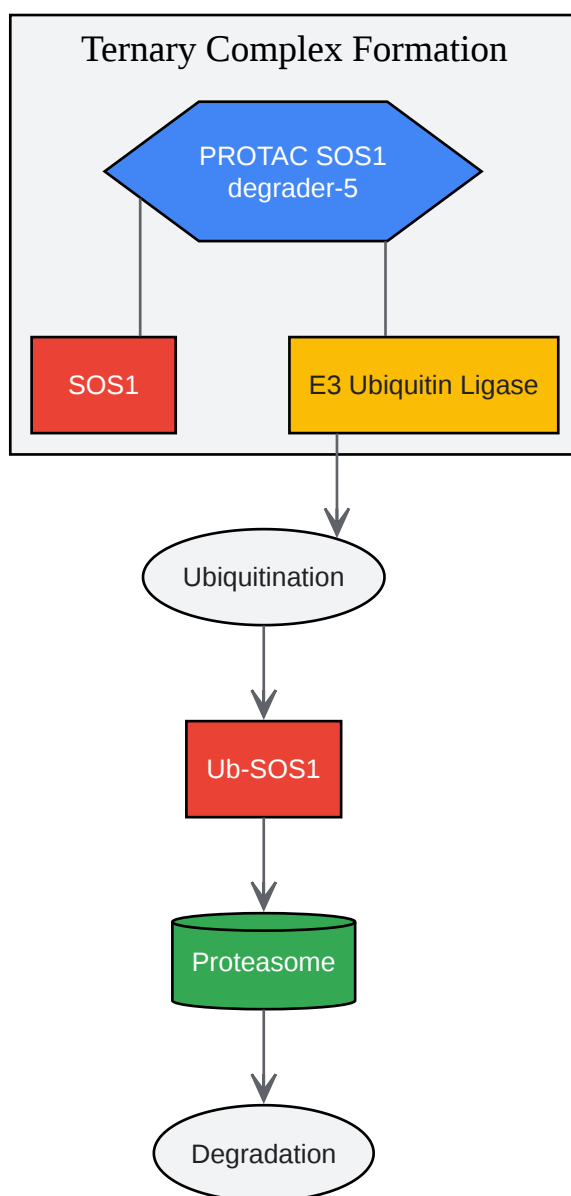 Ternary Complex Formation
PROTAC SOS1
degrader-5
SOS1
E3 Ubiquitin Ligase
Ubiquitination
Ub-SOS1
Proteasome
Degradation